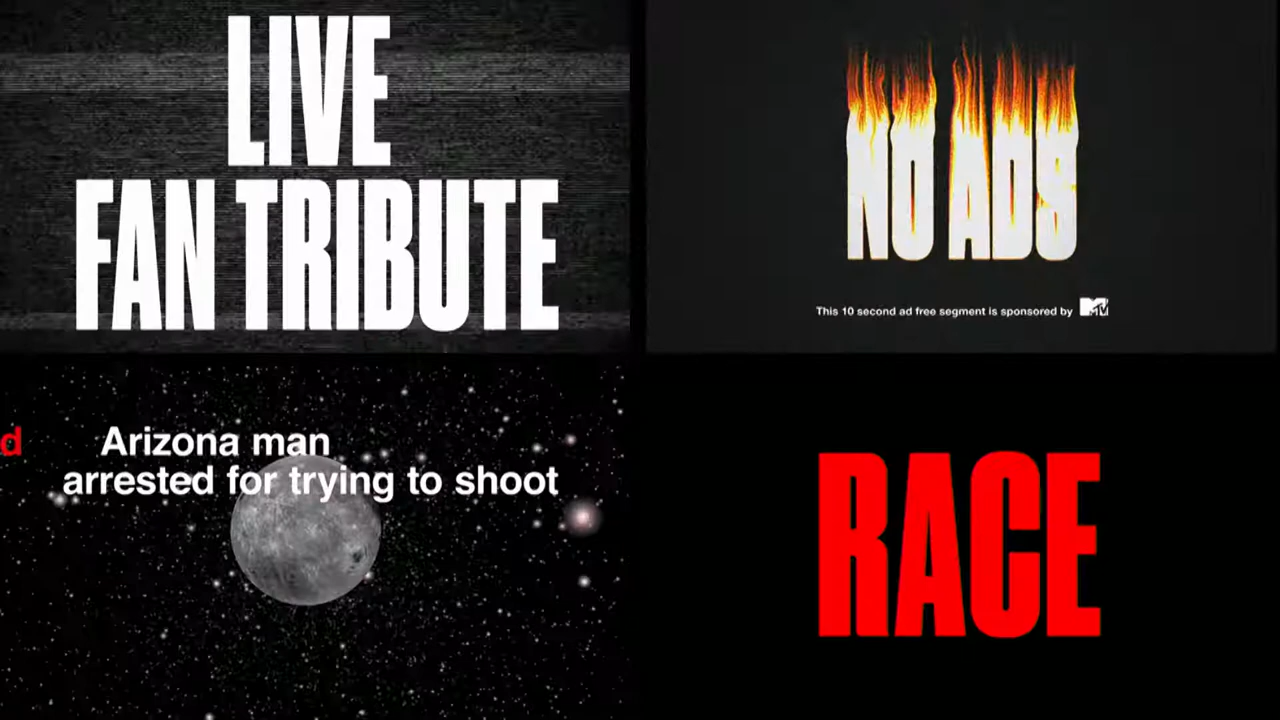 LIVE
FAN TRIBUTE
NO ADS
This 10 second ad free segment is sponsored by MTV
d Arizona man
arrested for trying to shoot
RACE